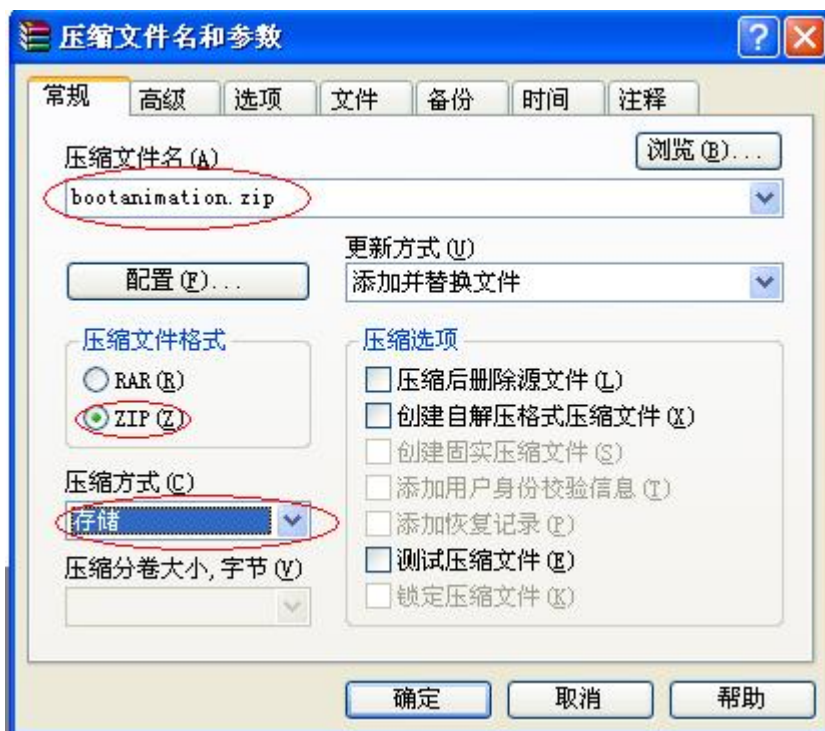 压缩文件名和参数
常规 高级 选项 文件 备份 时间 注释
压缩文件名(A) 浏览(B)...
bootanimation.zip
更新方式(U)
配置(F)... 添加并替换文件
压缩文件格式 压缩选项
RAR(R) 压缩后删除源文件(L)
ZIP(Z) 创建自解压格式压缩文件(X)
创建固实压缩文件(S)
压缩方式(C) 添加用户身份校验信息(T)
存储 添加恢复记录(P)
压缩分卷大小,字节(V) 测试压缩文件(E)
锁定压缩文件(K)
确定 取消 帮助